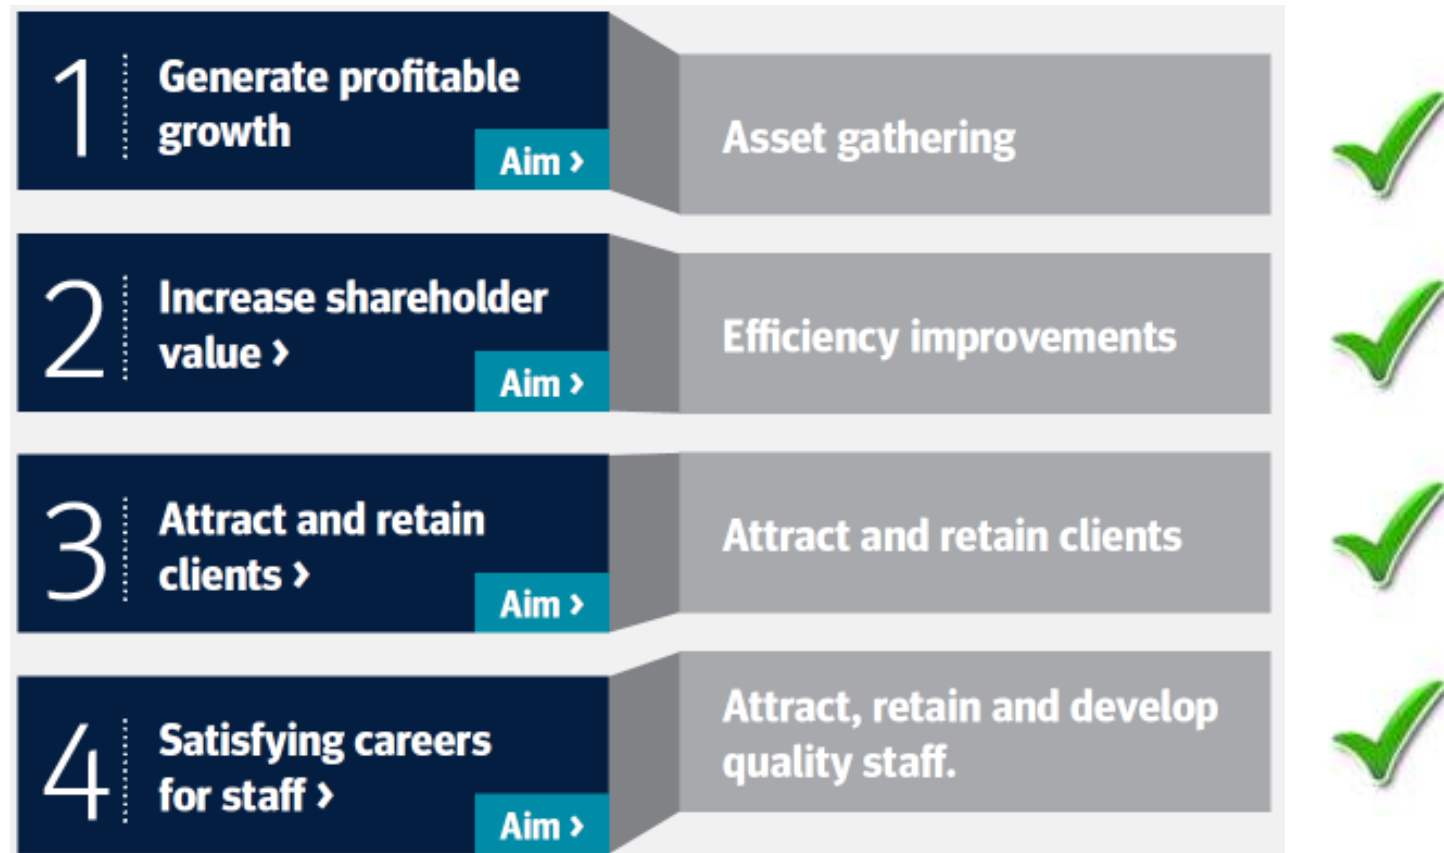 1
Generate profitable
growth
Aim ›
Asset gathering
2
Increase shareholder
value ›
Aim ›
Efficiency improvements
3
Attract and retain
clients ›
Aim ›
Attract and retain clients
4
Satisfying careers
for staff ›
Aim ›
Attract, retain and develop
quality staff.